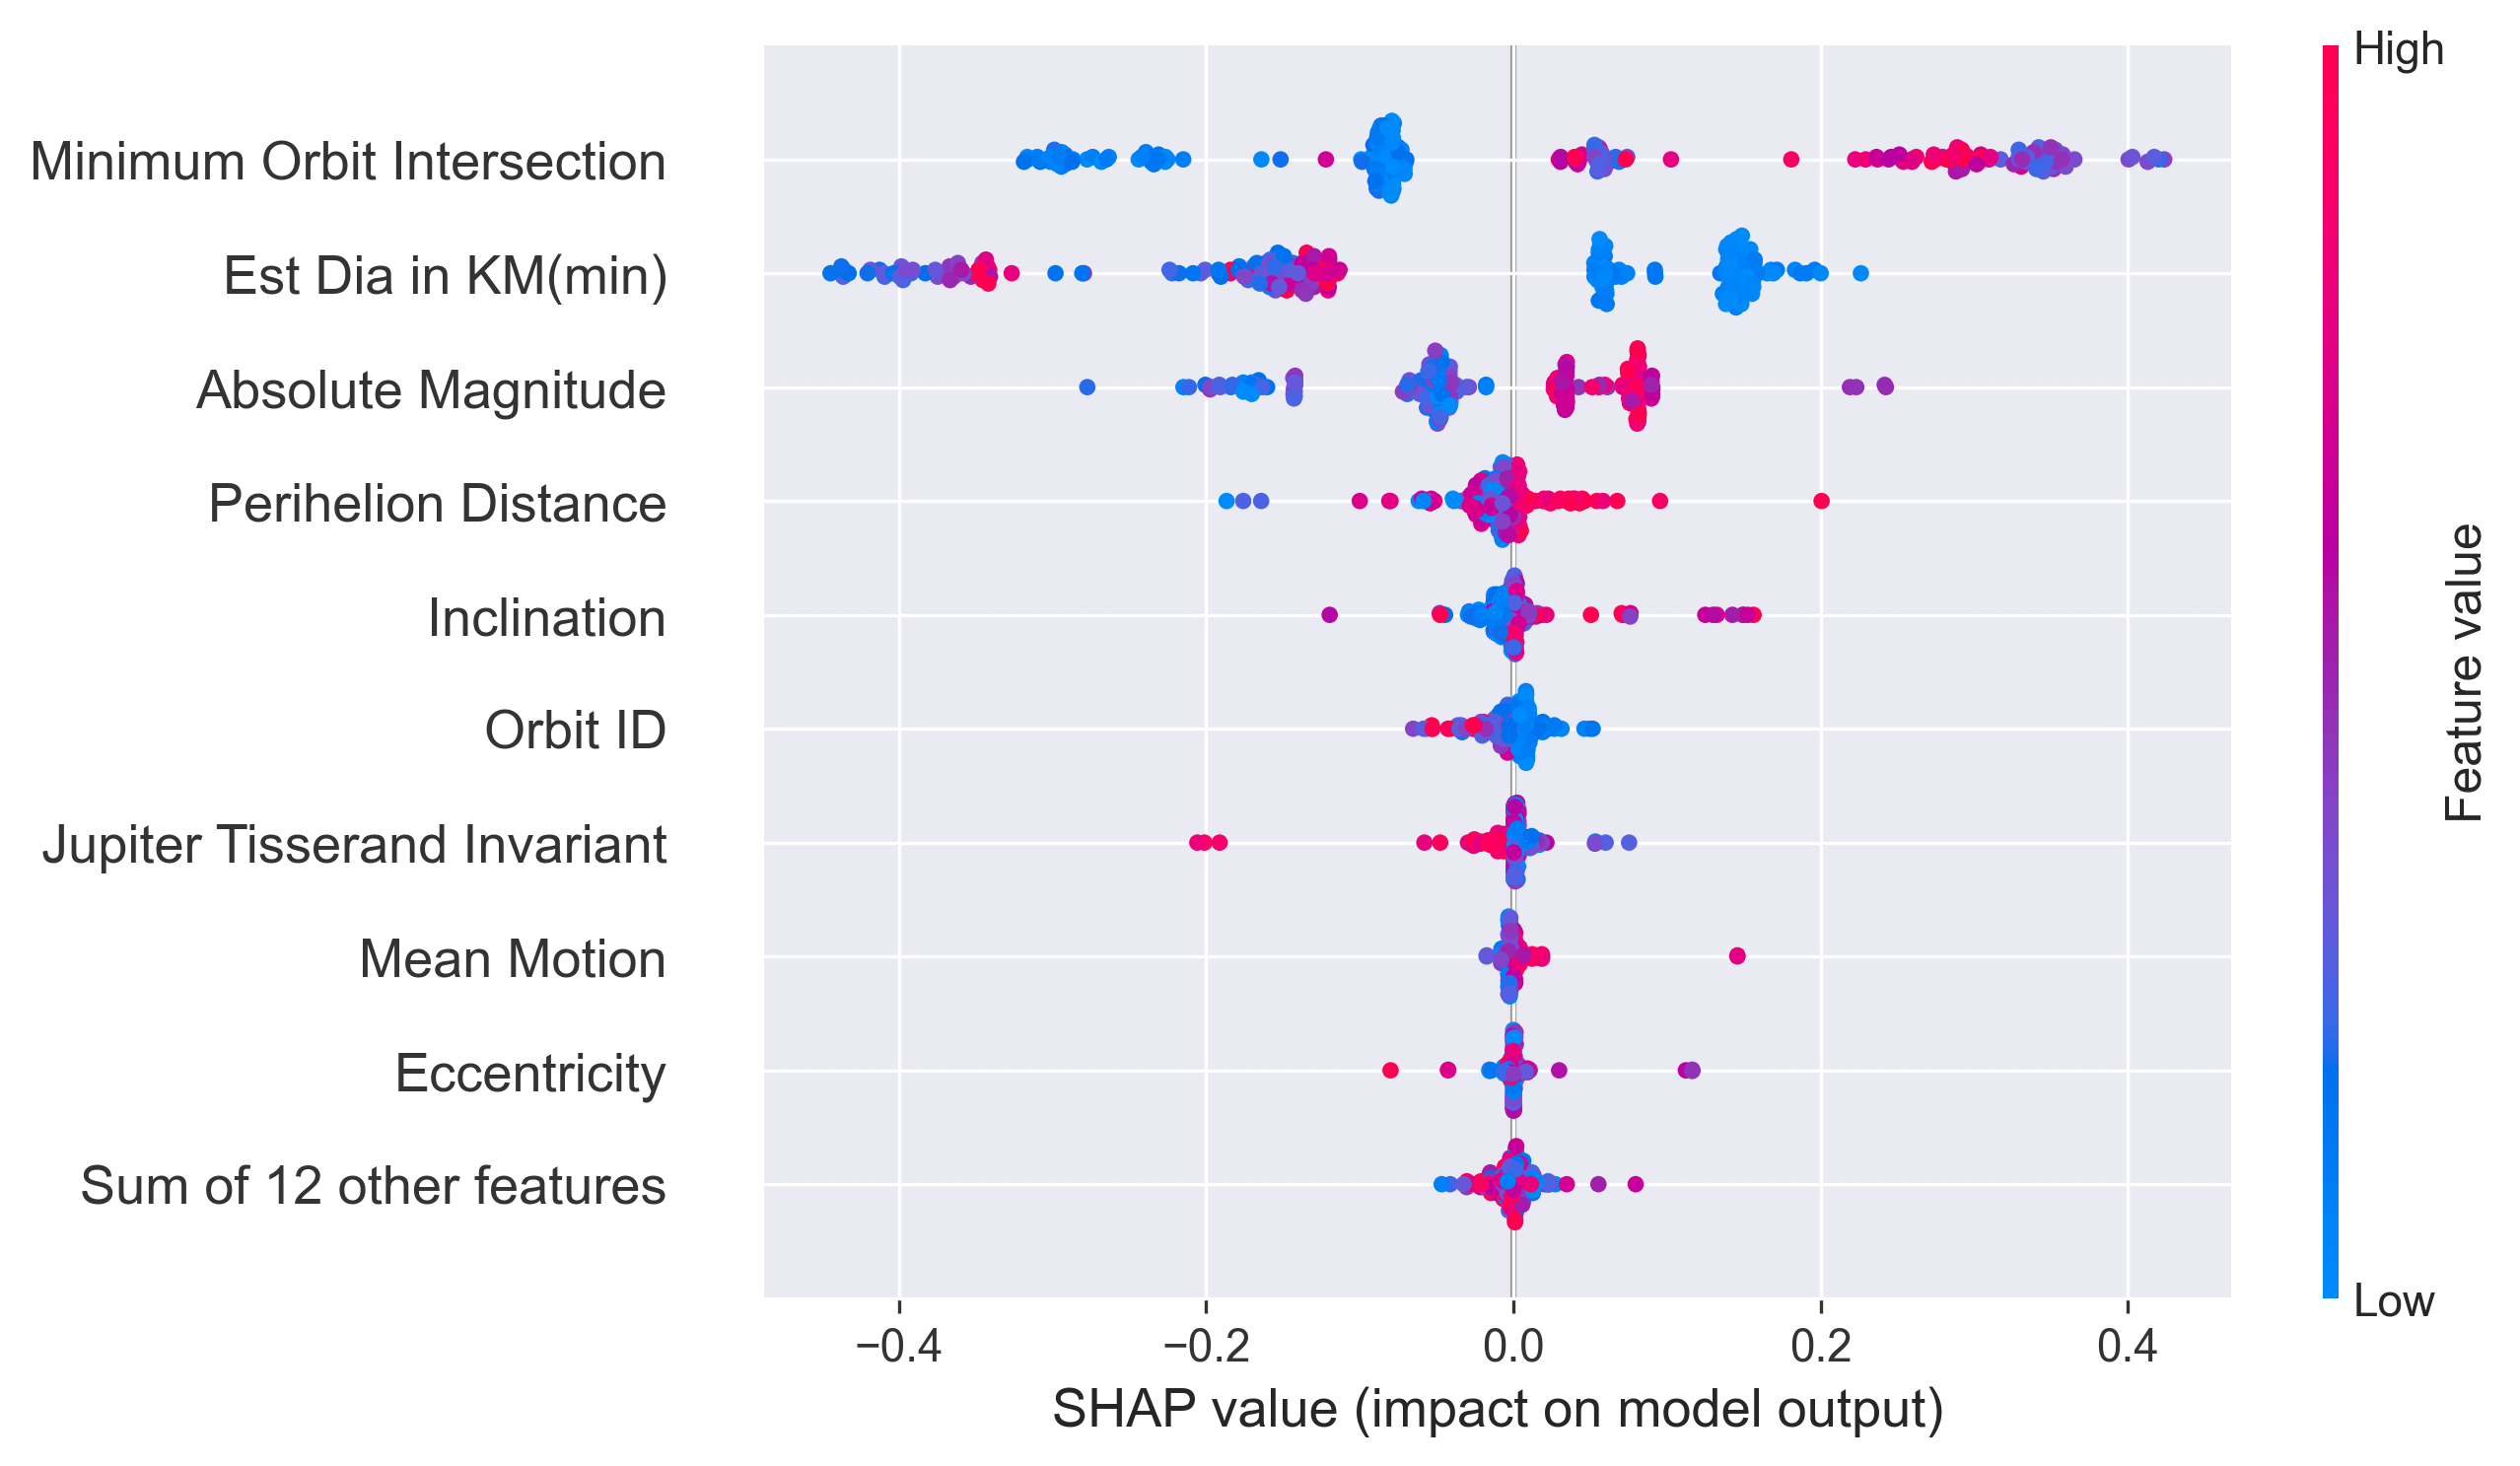 High
Minimum Orbit Intersection
Est Dia in KM(min)
Absolute Magnitude
Perihelion Distance
Inclination
Orbit ID
Jupiter Tisserand Invariant
Mean Motion
Eccentricity
Sum of 12 other features
Feature value
Low
−0.4 −0.2 0.0 0.2 0.4
SHAP value (impact on model output)